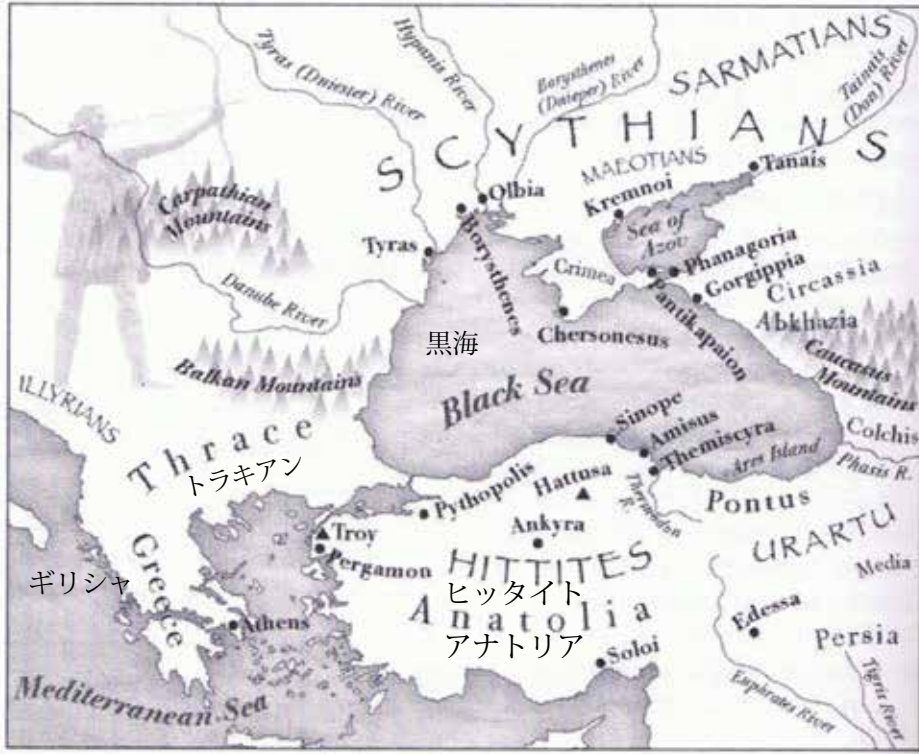 Tyras (Dniester) River
Hypanis River
Borysthenes
(Dnieper) River
SARMATIANS
Tainais
(Don) River
SCYTHIANS
MAEOTIANS
Tanais
Kremnoi
Olbia
Carpathian
Mountains
Sea of
Azov
Borysthenes
Tyras
Crimea
Phanagoria
Gorgippia
Circassia
Pantikapaion
Danube River
Chersonesus
Abkhazia
黒海
Caucasus
Mountains
Balkan Mountains
Black Sea
ILLYRIANS
Sinope
Amisus
Colchis
Thrace
トラキアン
Themiscyra
Ares Island
Phasis R.
Hattusa
Thermodon
R.
Pythopolis
Pontus
Troy
Ankyra
URARTU
Greece
Pergamon
HITTITES
Media
ギリシャ
ヒッタイト
Anatolia
アナトリア
Athens
Edessa
Persia
Soloi
Mediterranean Sea
Euphrates River
Tigris River